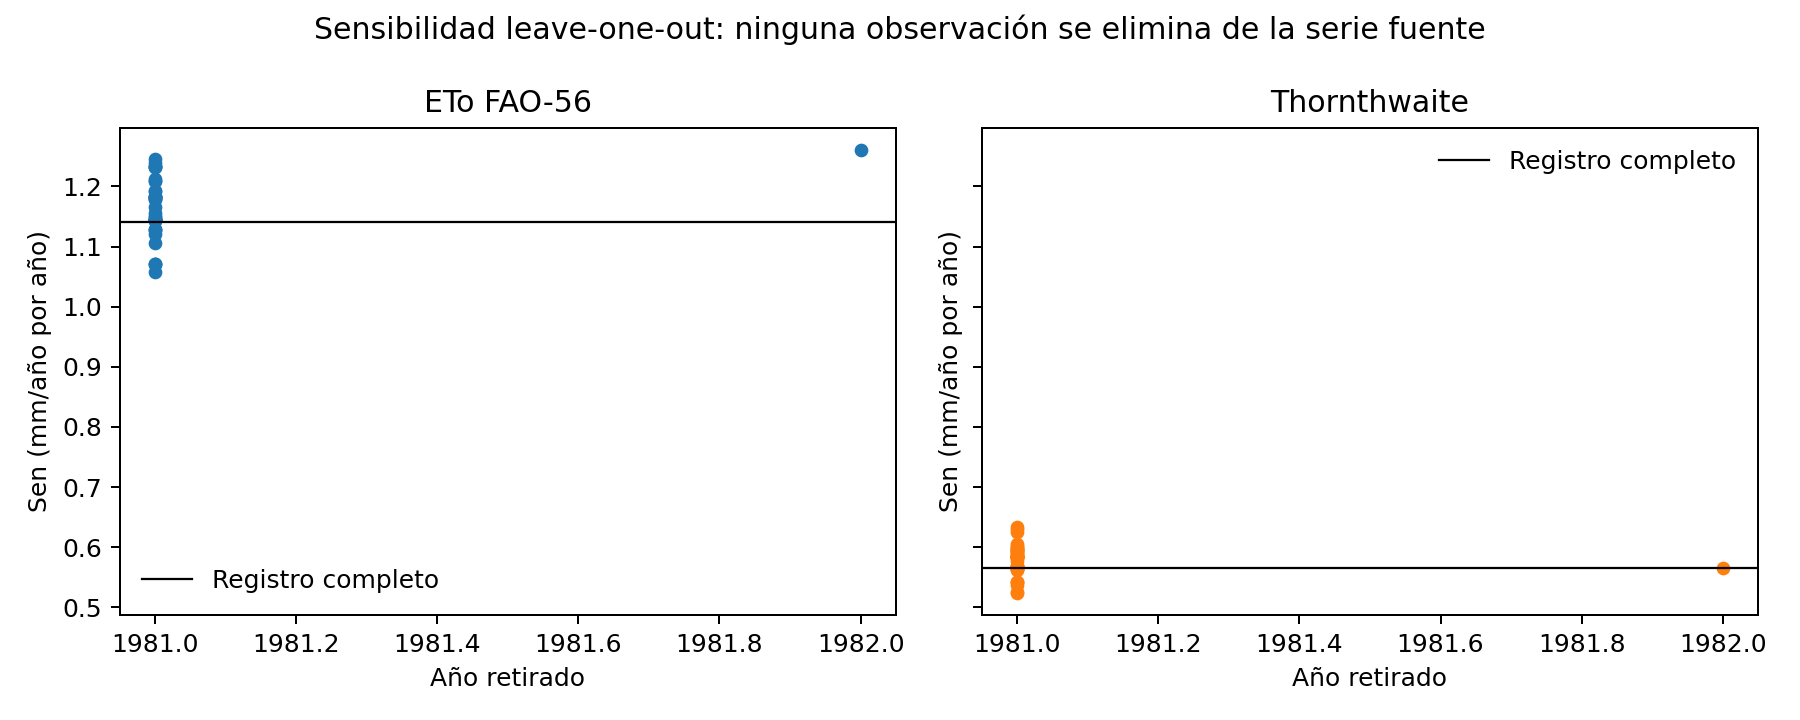 Sensibilidad leave-one-out: ninguna observación se elimina de la serie fuente
ETo FAO-56
Sen (mm/año por año)
1.2
1.1
1.0
0.9
0.8
0.7
0.6
0.5
Registro completo
1981.0 1981.2 1981.4 1981.6 1981.8 1982.0
Año retirado
Thornthwaite
Sen (mm/año por año)
Registro completo
1981.0 1981.2 1981.4 1981.6 1981.8 1982.0
Año retirado